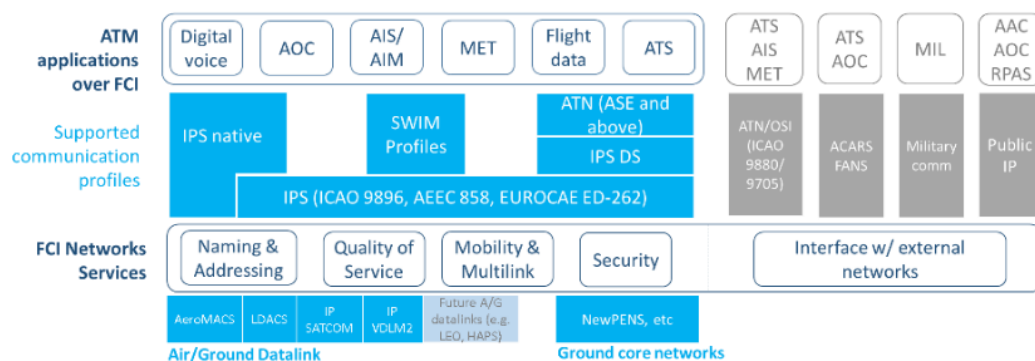 ATM
applications
over FCI
Digital
voice
AOC
AIS/
AIM
MET
Flight
data
ATS
ATS
AIS
MET
ATS
AOC
MIL
AAC
AOC
RPAS
Supported
communication
profiles
IPS native
SWIM
Profiles
ATN (ASE and
above)
IPS DS
IPS (ICAO 9896, AEEC 858, EUROCAE ED-262)
ATN/OSI
(ICAO
9880/
9705)
ACARS
FANS
Military
comm
Public
IP
FCI Networks
Services
Naming &
Addressing
Quality of
Service
Mobility &
Multilink
Security
Interface w/ external
networks
AeroMACS
LDACS
IP
SATCOM
IP
VDLM2
Future A/G
datalinks (e.g.
LEO, HAPS)
NewPENS, etc
Air/Ground Datalink
Ground core networks